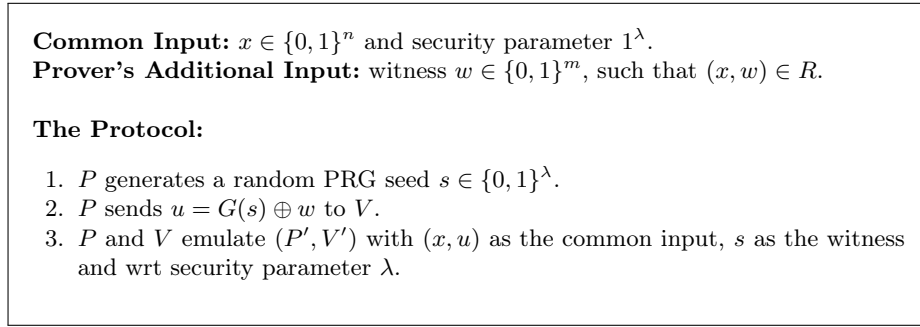 Common Input: x ∈ {0, 1}^n and security parameter 1^λ.
Prover's Additional Input: witness w ∈ {0, 1}^m, such that (x, w) ∈ R.
The Protocol:
1. P generates a random PRG seed s ∈ {0, 1}^λ.
2. P sends u = G(s) ⊕ w to V.
3. P and V emulate (P′, V′) with (x, u) as the common input, s as the witness
and wrt security parameter λ.